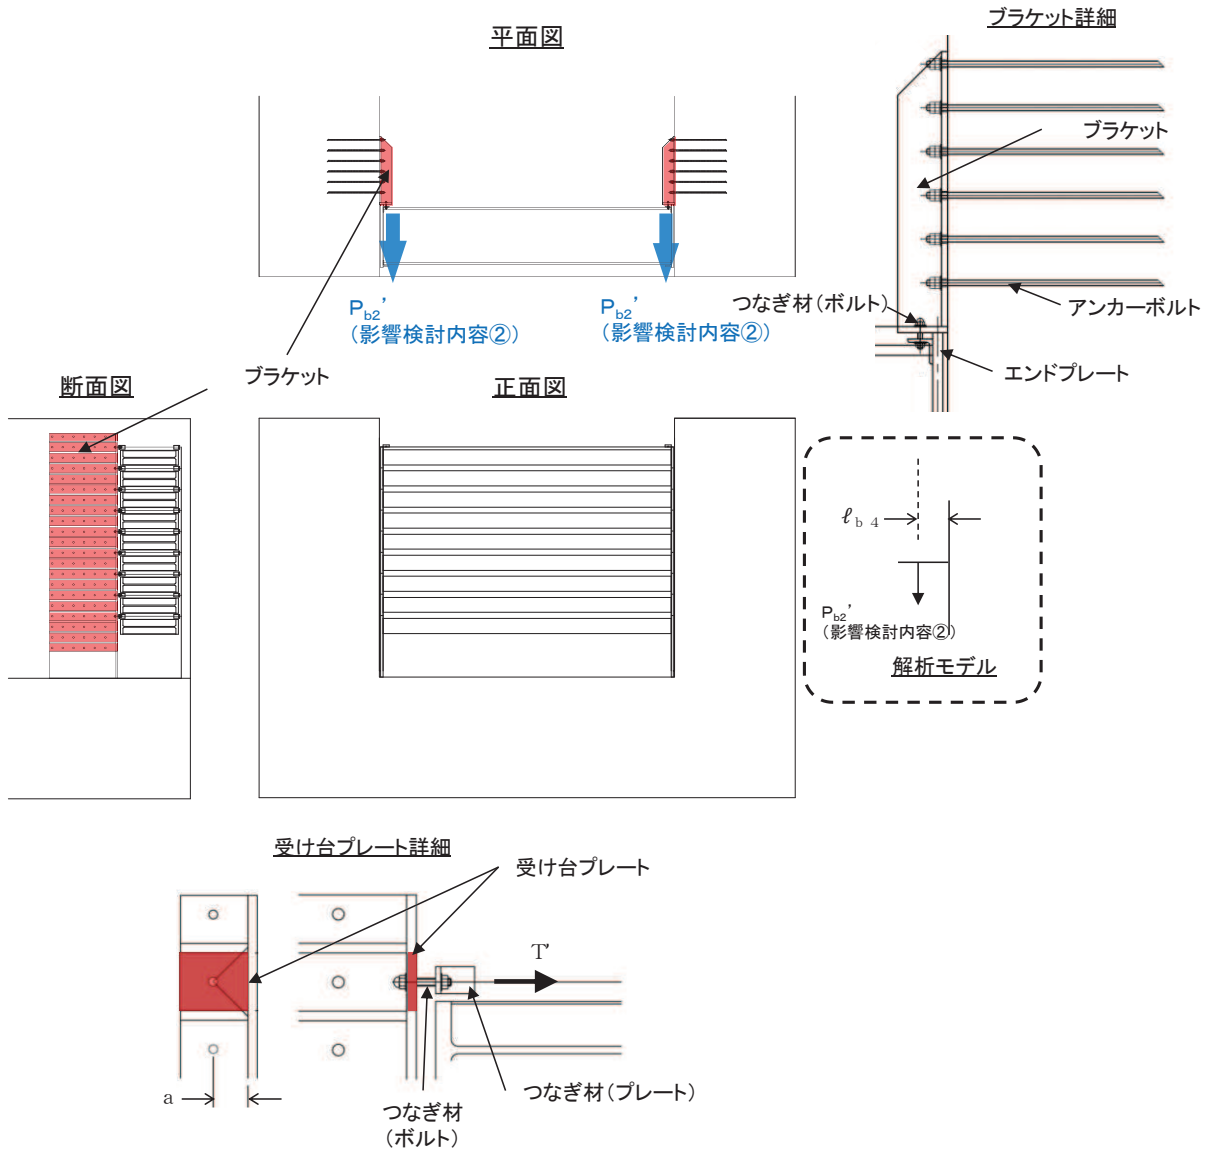 平面図
ブラケット詳細
ブラケット
つなぎ材(ボルト)
アンカーボルト
エンドプレート
Pb2’
(影響検討内容②)
Pb2’
(影響検討内容②)
ブラケット
断面図
正面図
ℓb4
Pb2’
(影響検討内容②)
解析モデル
受け台プレート詳細
受け台プレート
T’
a
つなぎ材(プレート)
つなぎ材
(ボルト)